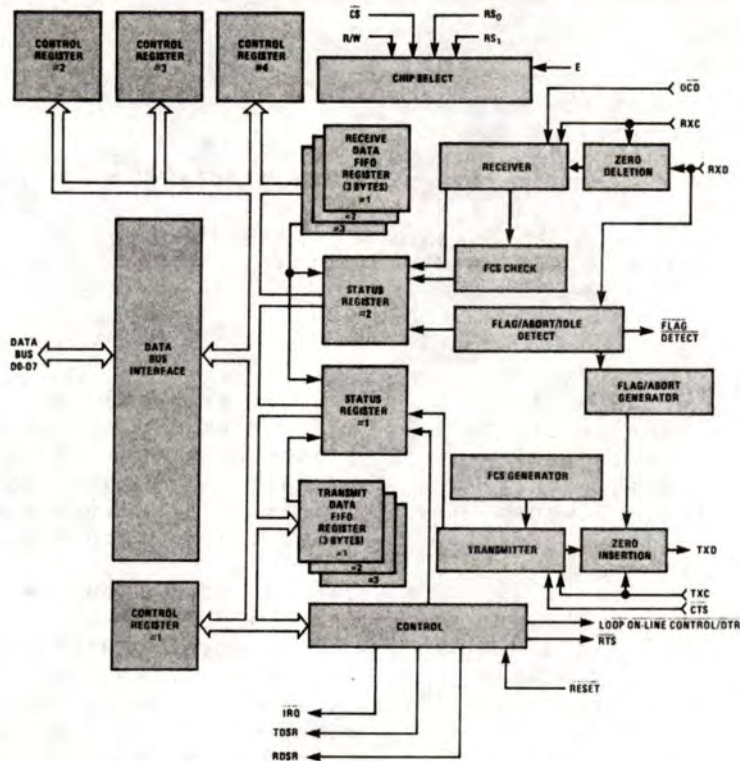 CONTROL
REGISTER
#2
CONTROL
REGISTER
#3
CONTROL
REGISTER
#4
CS
RS0
R/W
RS1
CHIP SELECT
E
DCD
RXC
RECEIVE
DATA
FIFO
REGISTER
(3 BYTES)
#1
#2
#3
RECEIVER
ZERO
DELETION
RXD
FCS CHECK
STATUS
REGISTER
#2
FLAG/ABORT/IDLE
DETECT
FLAG
DETECT
DATA
BUS
D0-D7
DATA
BUS
INTERFACE
STATUS
REGISTER
#1
FLAG/ABORT
GENERATOR
FCS GENERATOR
TRANSMIT
DATA
FIFO
REGISTER
(3 BYTES)
#1
#2
#3
TRANSMITTER
ZERO
INSERTION
TXD
TXC
CTS
CONTROL
REGISTER
#1
CONTROL
LOOP ON-LINE CONTROL/DTR
RTS
RESET
IRQ
TDSR
RDSR